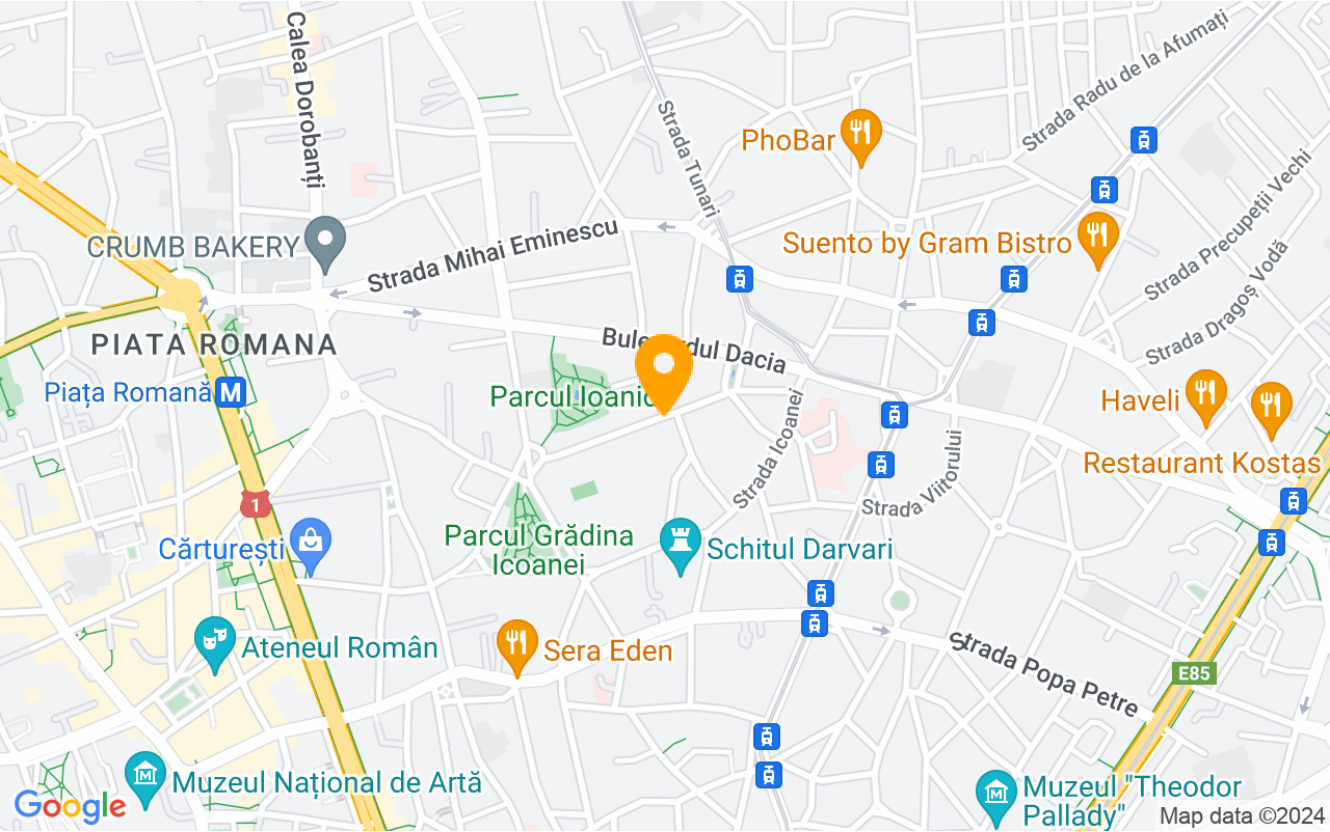 Calea Dorobanți
Strada Radu de la Afumați
Strada Tunari
PhoBar
Strada Precupeții Vechi
CRUMB BAKERY
Strada Mihai Eminescu
Suento by Gram Bistro
Strada Dragoș Vodă
PIATA ROMANA
Bule rdul Dacia
Piața Romană
M
Parcul Ioanic
Haveli
Strada Icoanei
Strada Viitorului
Restaurant Kostas
1
Parcul Grădina
Icoanei
Cărturești
Schitul Darvari
Ateneul Român
Sera Eden
Strada Popa Petre
E85
Muzeul Național de Artă
Muzeul "Theodor
Pallady"
Google
Map data ©2024